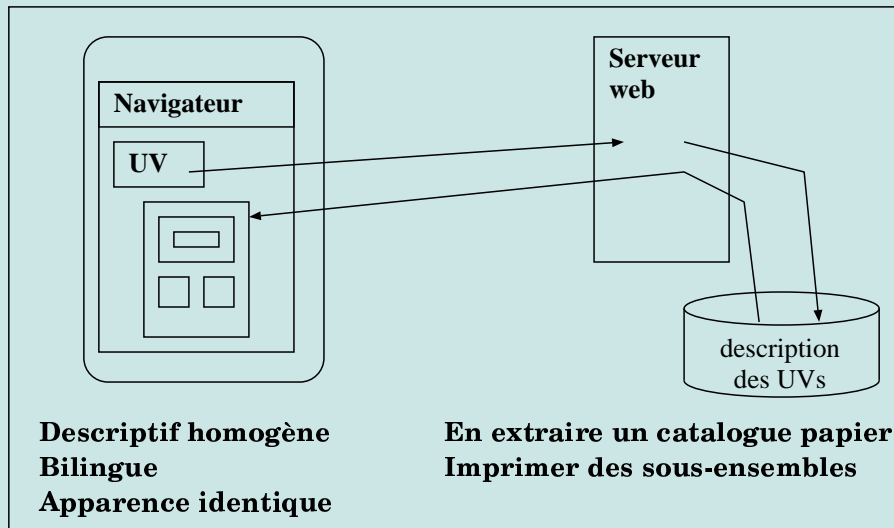 Navigateur
UV
Serveur
web
description
des UVs
Descriptif homogène
Bilingue
Apparence identique
En extraire un catalogue papier
Imprimer des sous-ensembles